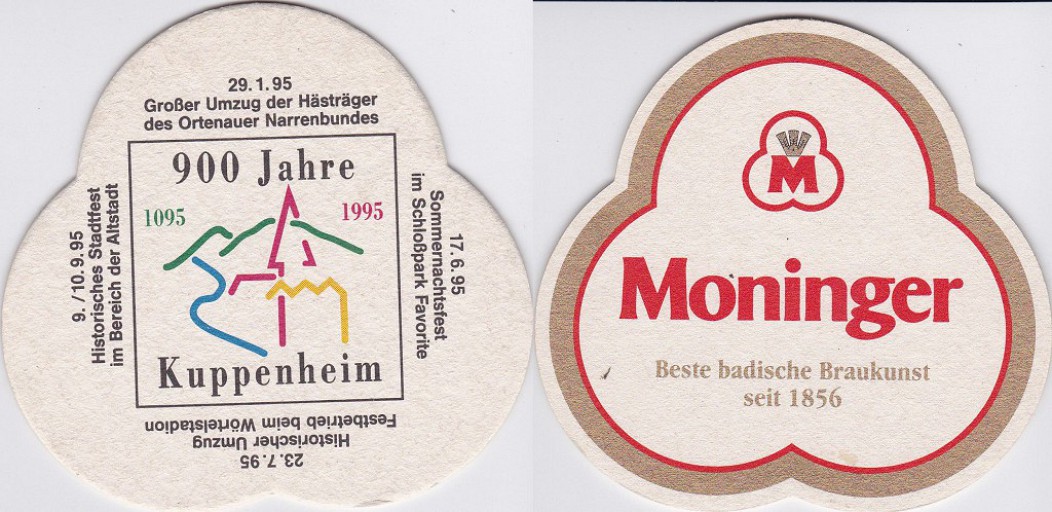 29.1.95
Großer Umzug der Hästräger
des Ortenauer Narrenbundes
900 Jahre
1095
1995
Kuppenheim
17.6.95
Sommernachtsfest
im Schloßpark Favorite
23.7.95
Historischer Umzug
Festbetrieb beim Wörtelstadion
9. / 10.9.95
Historisches Stadtfest
im Bereich der Altstadt
M
Moninger
Beste badische Braukunst
seit 1856